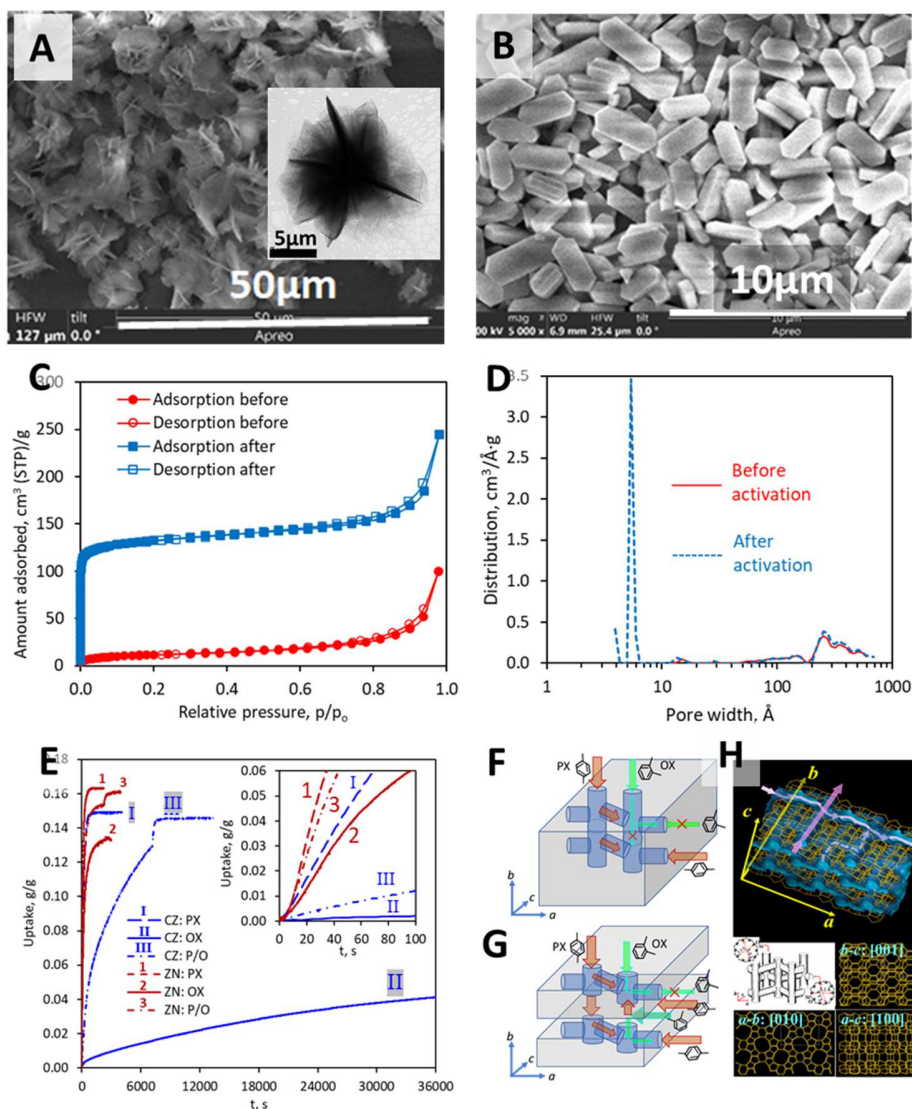 A
5µm
50µm
HFW
tilt
50 µm
127 µm 0.0 °
Apreo
B
10µm
mag
WD
HFW
tilt
10 µm
00 kV 5 000 x 6.9 mm 25.4 µm 0.0 °
Apreo
C
300
250
200
150
100
50
0
Amount adsorbed, cm³ (STP)/g
Adsorption before
Desorption before
Adsorption after
Desorption after
0.0 0.2 0.4 0.6 0.8 1.0
Relative pressure, p/pₒ
D
3.5
3.0
2.5
2.0
1.5
1.0
0.5
0.0
Distribution, cm³/Å·g
Before
activation
After
activation
1 10 100 1000
Pore width, Å
E
0.18
0.16
0.14
0.12
0.10
0.08
0.06
0.04
0.02
0.00
Uptake, g/g
1
3
2
I
III
II
I CZ: PX
II CZ: OX
III CZ: P/O
1 ZN: PX
2 ZN: OX
3 ZN: P/O
0.06
0.05
0.04
0.03
0.02
0.01
0.00
Uptake, g/g
1
3
I
2
III
II
0 20 40 60 80 100
t, s
0 6000 12000 18000 24000 30000 36000
t, s
F
PX
OX
b
c
a
G
PX
OX
b
c
a
H
b
c
a
b-c: [001]
a-b: [010]
a-c: [100]